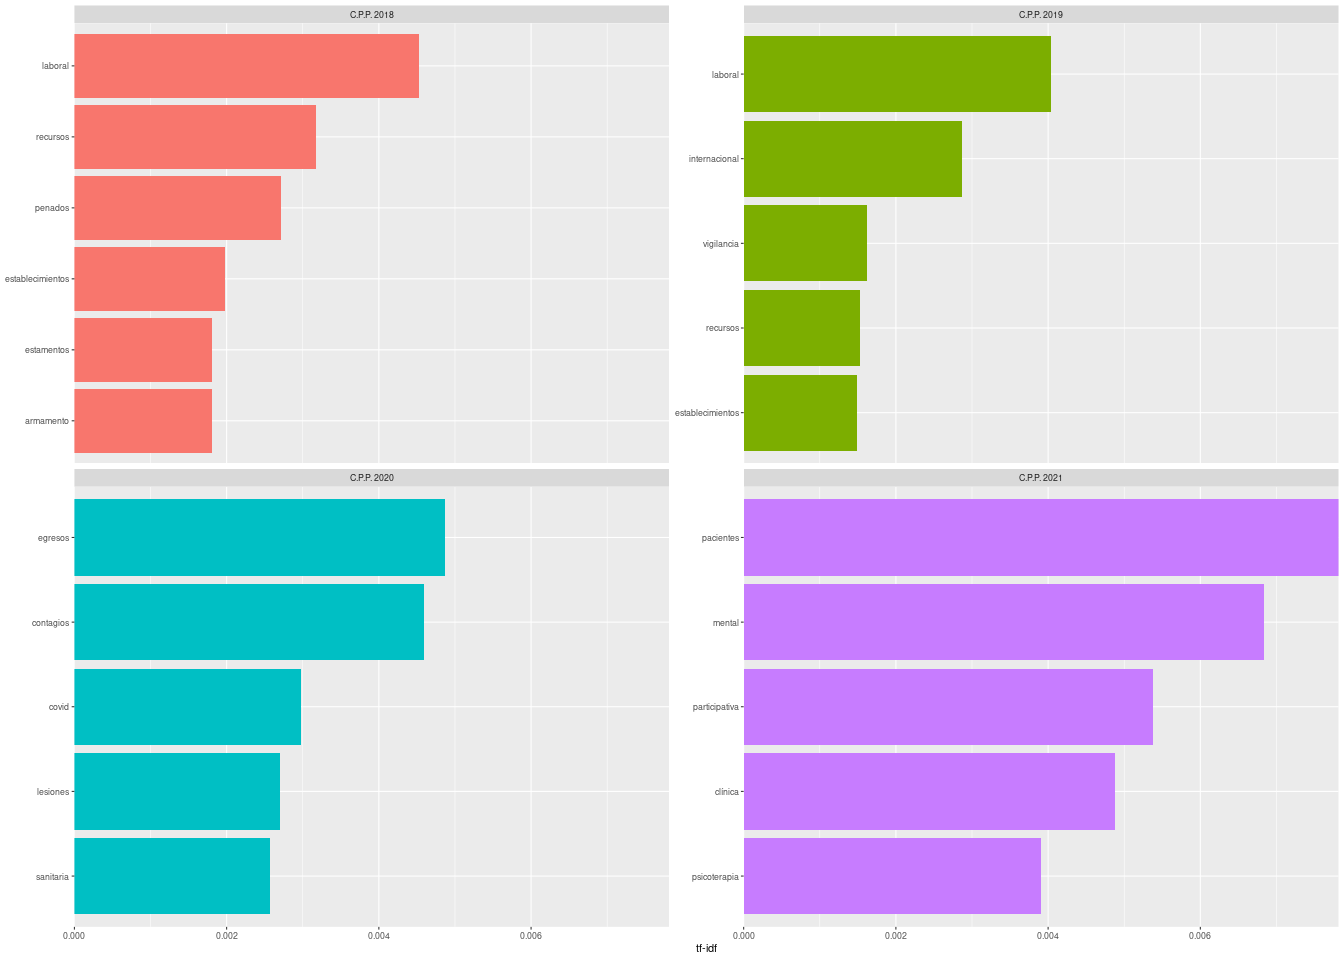 C.P.P. 2018
laboral
recursos
penados
establecimientos
estamentos
armamento
C.P.P. 2019
laboral
internacional
vigilancia
recursos
establecimientos
C.P.P. 2020
egresos
contagios
covid
lesiones
sanitaria
0.000 0.002 0.004 0.006
C.P.P. 2021
pacientes
mental
participativa
clínica
psicoterapia
0.000 0.002 0.004 0.006
tf-idf